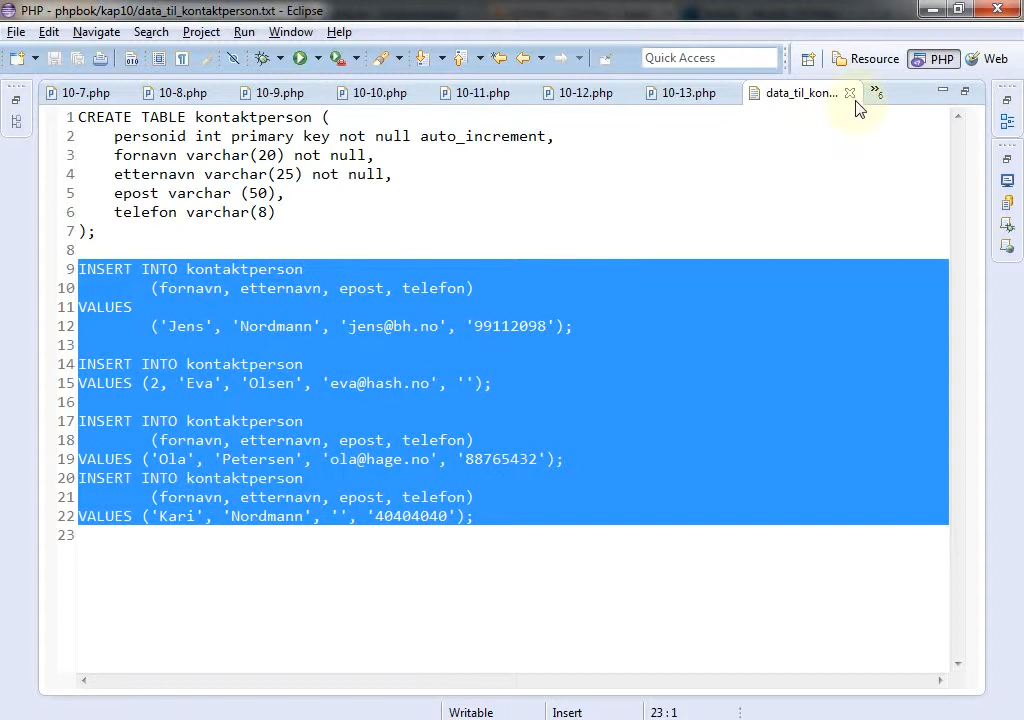 PHP - phpbok/kap10/data_til_kontaktperson.txt - Eclipse
File Edit Navigate Search Project Run Window Help
Quick Access
Resource PHP Web
10-7.php 10-8.php 10-9.php 10-10.php 10-11.php 10-12.php 10-13.php data_til_kon... »6
1 CREATE TABLE kontaktperson (
2     personid int primary key not null auto_increment,
3     fornavn varchar(20) not null,
4     etternavn varchar(25) not null,
5     epost varchar (50),
6     telefon varchar(8)
7 );
8
9 INSERT INTO kontaktperson
10         (fornavn, etternavn, epost, telefon)
11 VALUES
12         ('Jens', 'Nordmann', 'jens@bh.no', '99112098');
13
14 INSERT INTO kontaktperson
15 VALUES (2, 'Eva', 'Olsen', 'eva@hash.no', '');
16
17 INSERT INTO kontaktperson
18         (fornavn, etternavn, epost, telefon)
19 VALUES ('Ola', 'Petersen', 'ola@hage.no', '88765432');
20 INSERT INTO kontaktperson
21         (fornavn, etternavn, epost, telefon)
22 VALUES ('Kari', 'Nordmann', '', '40404040');
23
Writable Insert 23 : 1